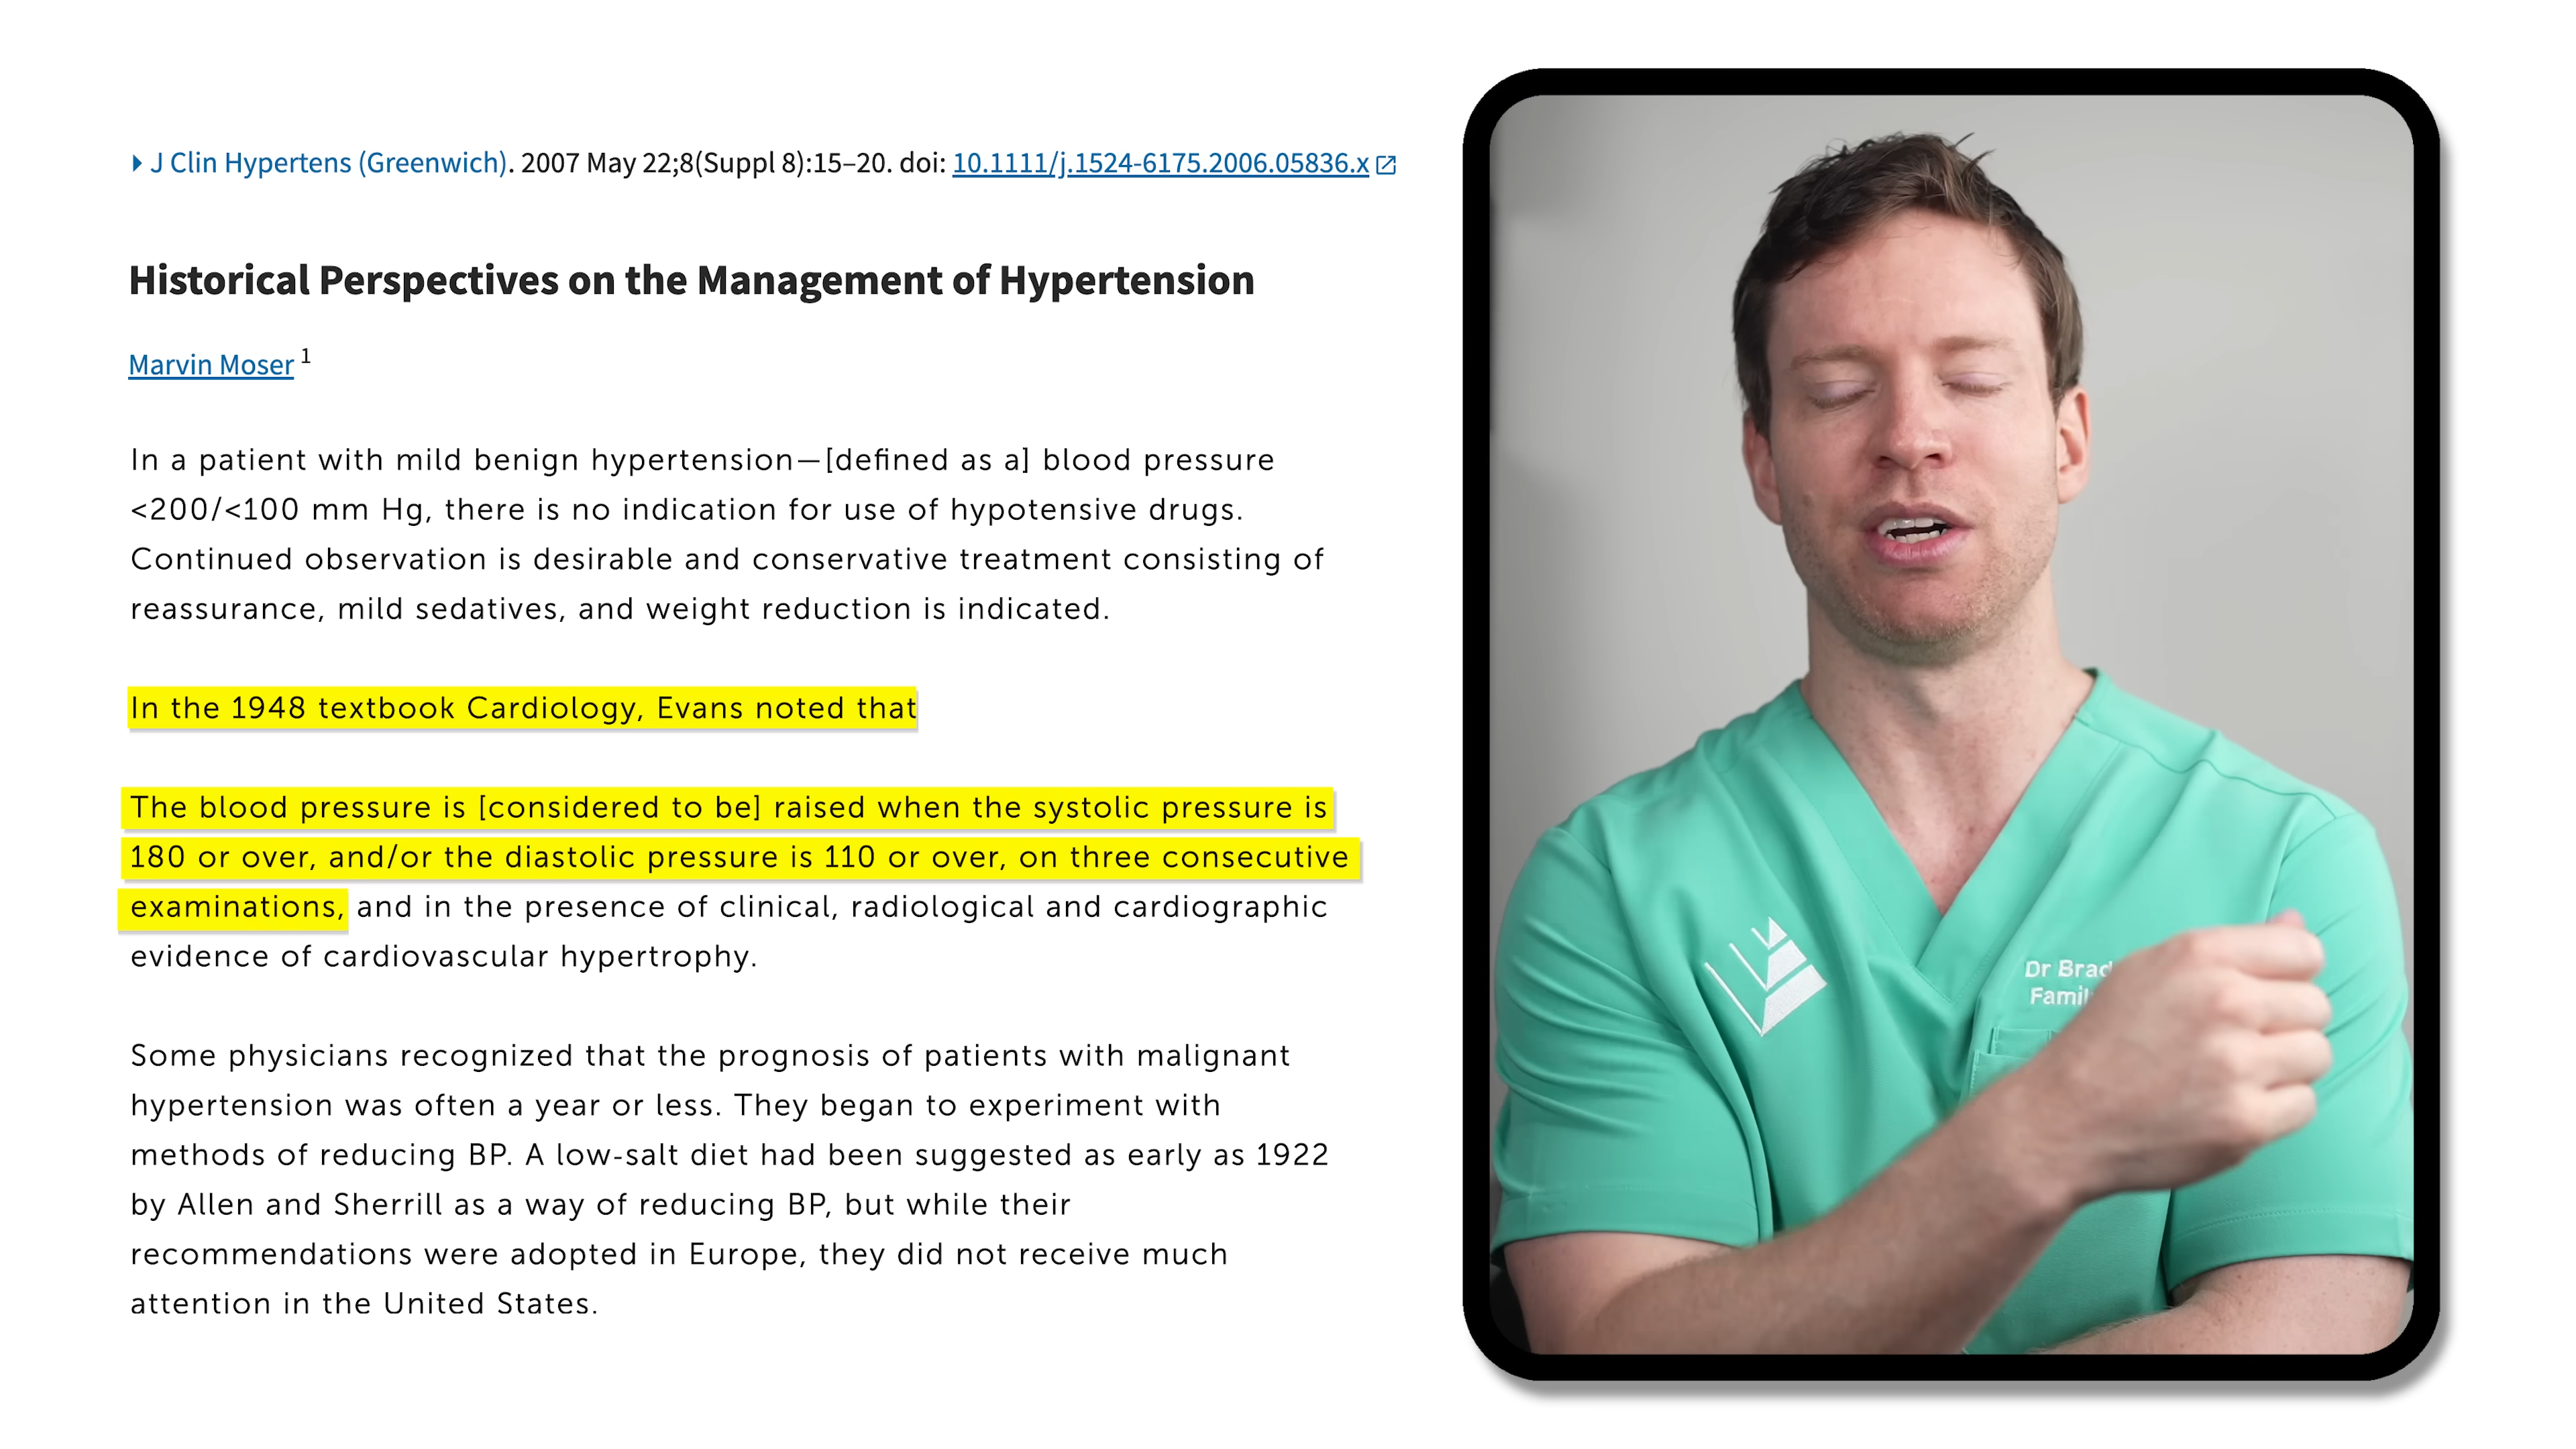 J Clin Hypertens (Greenwich). 2007 May 22;8(Suppl 8):15–20. doi: 10.1111/j.1524-6175.2006.05836.x
Historical Perspectives on the Management of Hypertension
Marvin Moser 1
In a patient with mild benign hypertension—[defined as a] blood pressure
<200/<100 mm Hg, there is no indication for use of hypotensive drugs.
Continued observation is desirable and conservative treatment consisting of
reassurance, mild sedatives, and weight reduction is indicated.
In the 1948 textbook Cardiology, Evans noted that
The blood pressure is [considered to be] raised when the systolic pressure is
180 or over, and/or the diastolic pressure is 110 or over, on three consecutive
examinations, and in the presence of clinical, radiological and cardiographic
evidence of cardiovascular hypertrophy.
Some physicians recognized that the prognosis of patients with malignant
hypertension was often a year or less. They began to experiment with
methods of reducing BP. A low-salt diet had been suggested as early as 1922
by Allen and Sherrill as a way of reducing BP, but while their
recommendations were adopted in Europe, they did not receive much
attention in the United States.
Dr Brad